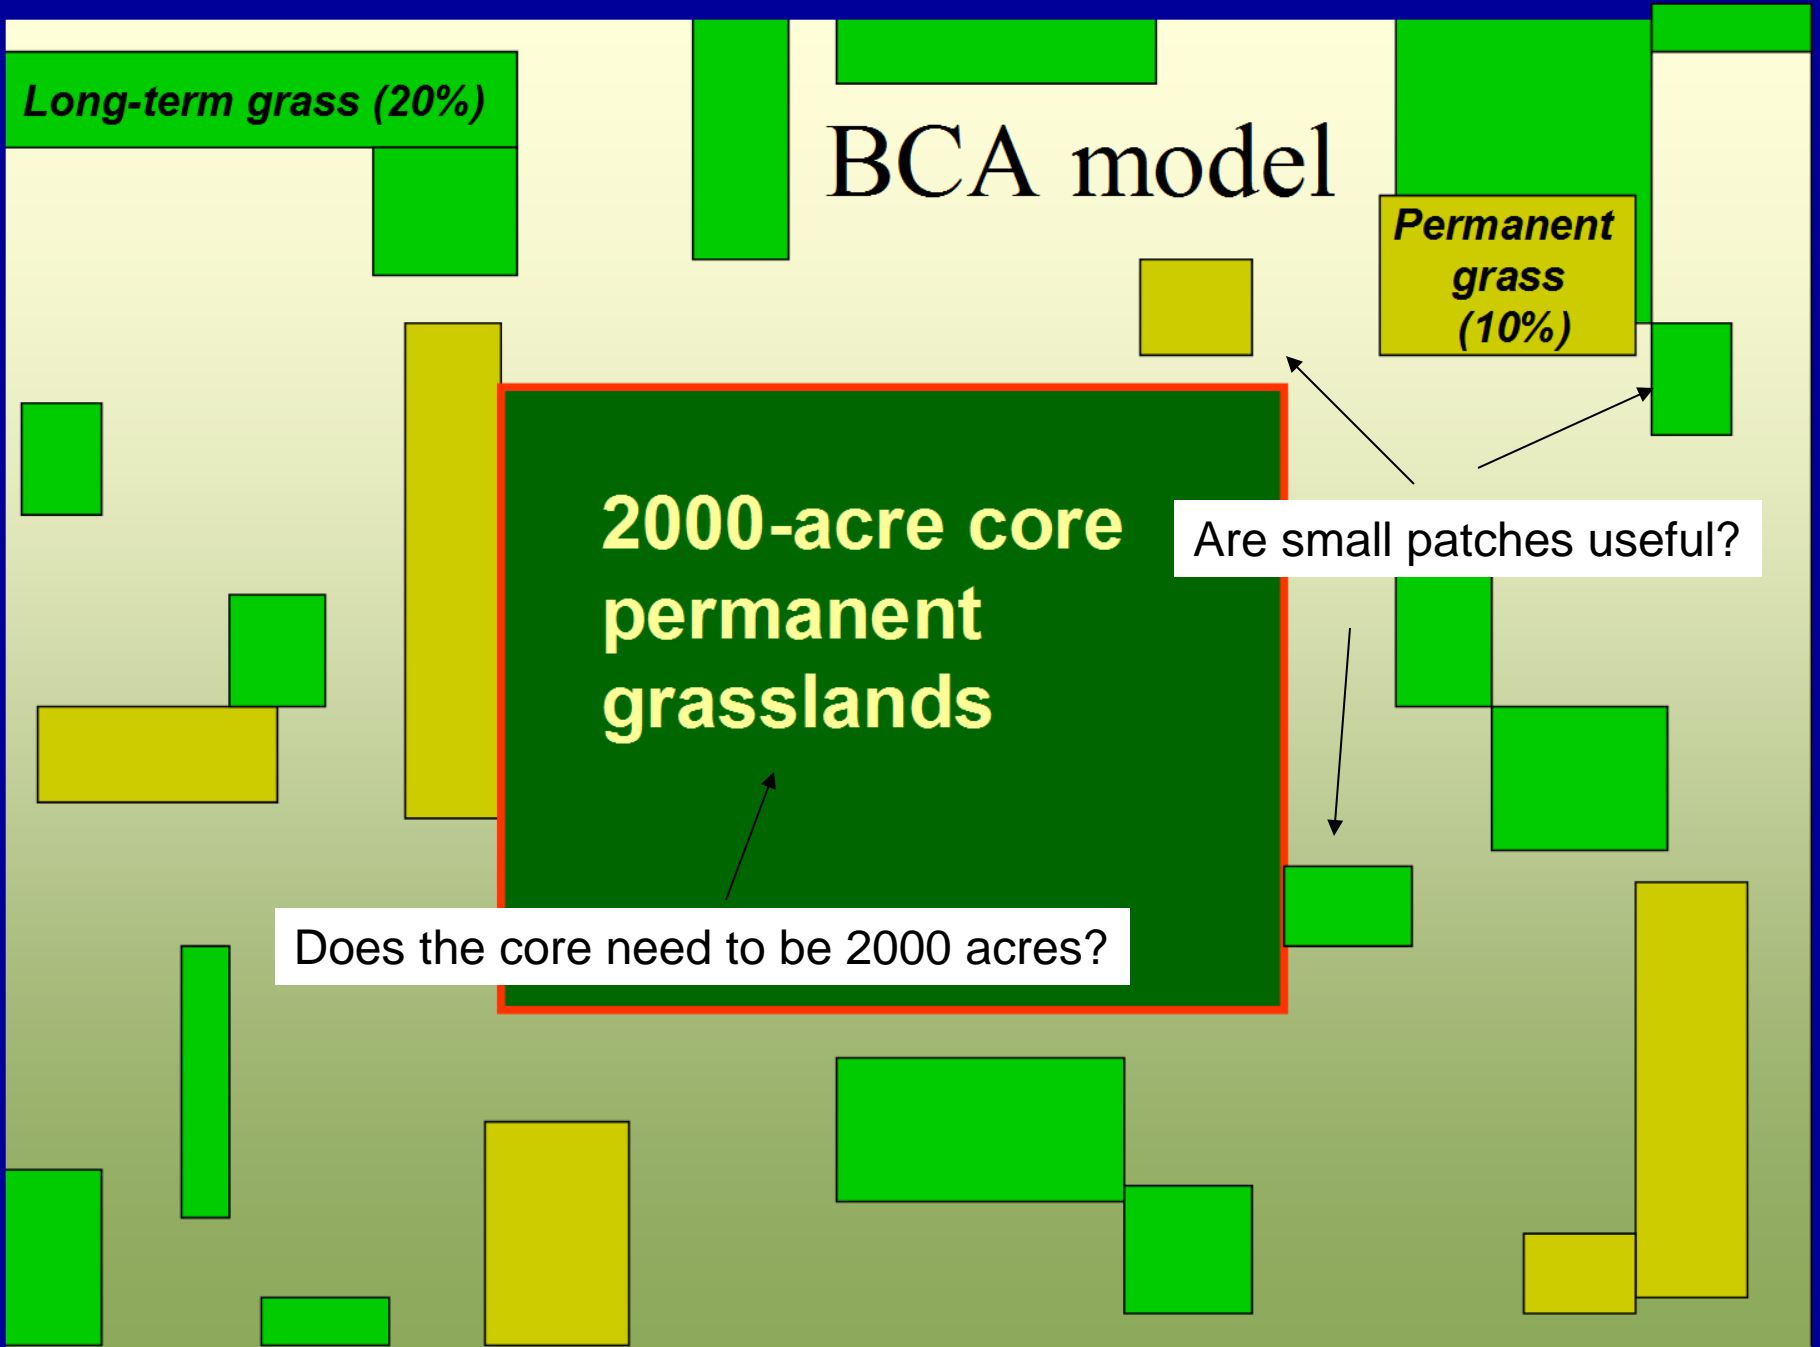 Long-term grass (20%)
BCA model
Permanent
grass
(10%)
2000-acre core
permanent
grasslands
Are small patches useful?
Does the core need to be 2000 acres?